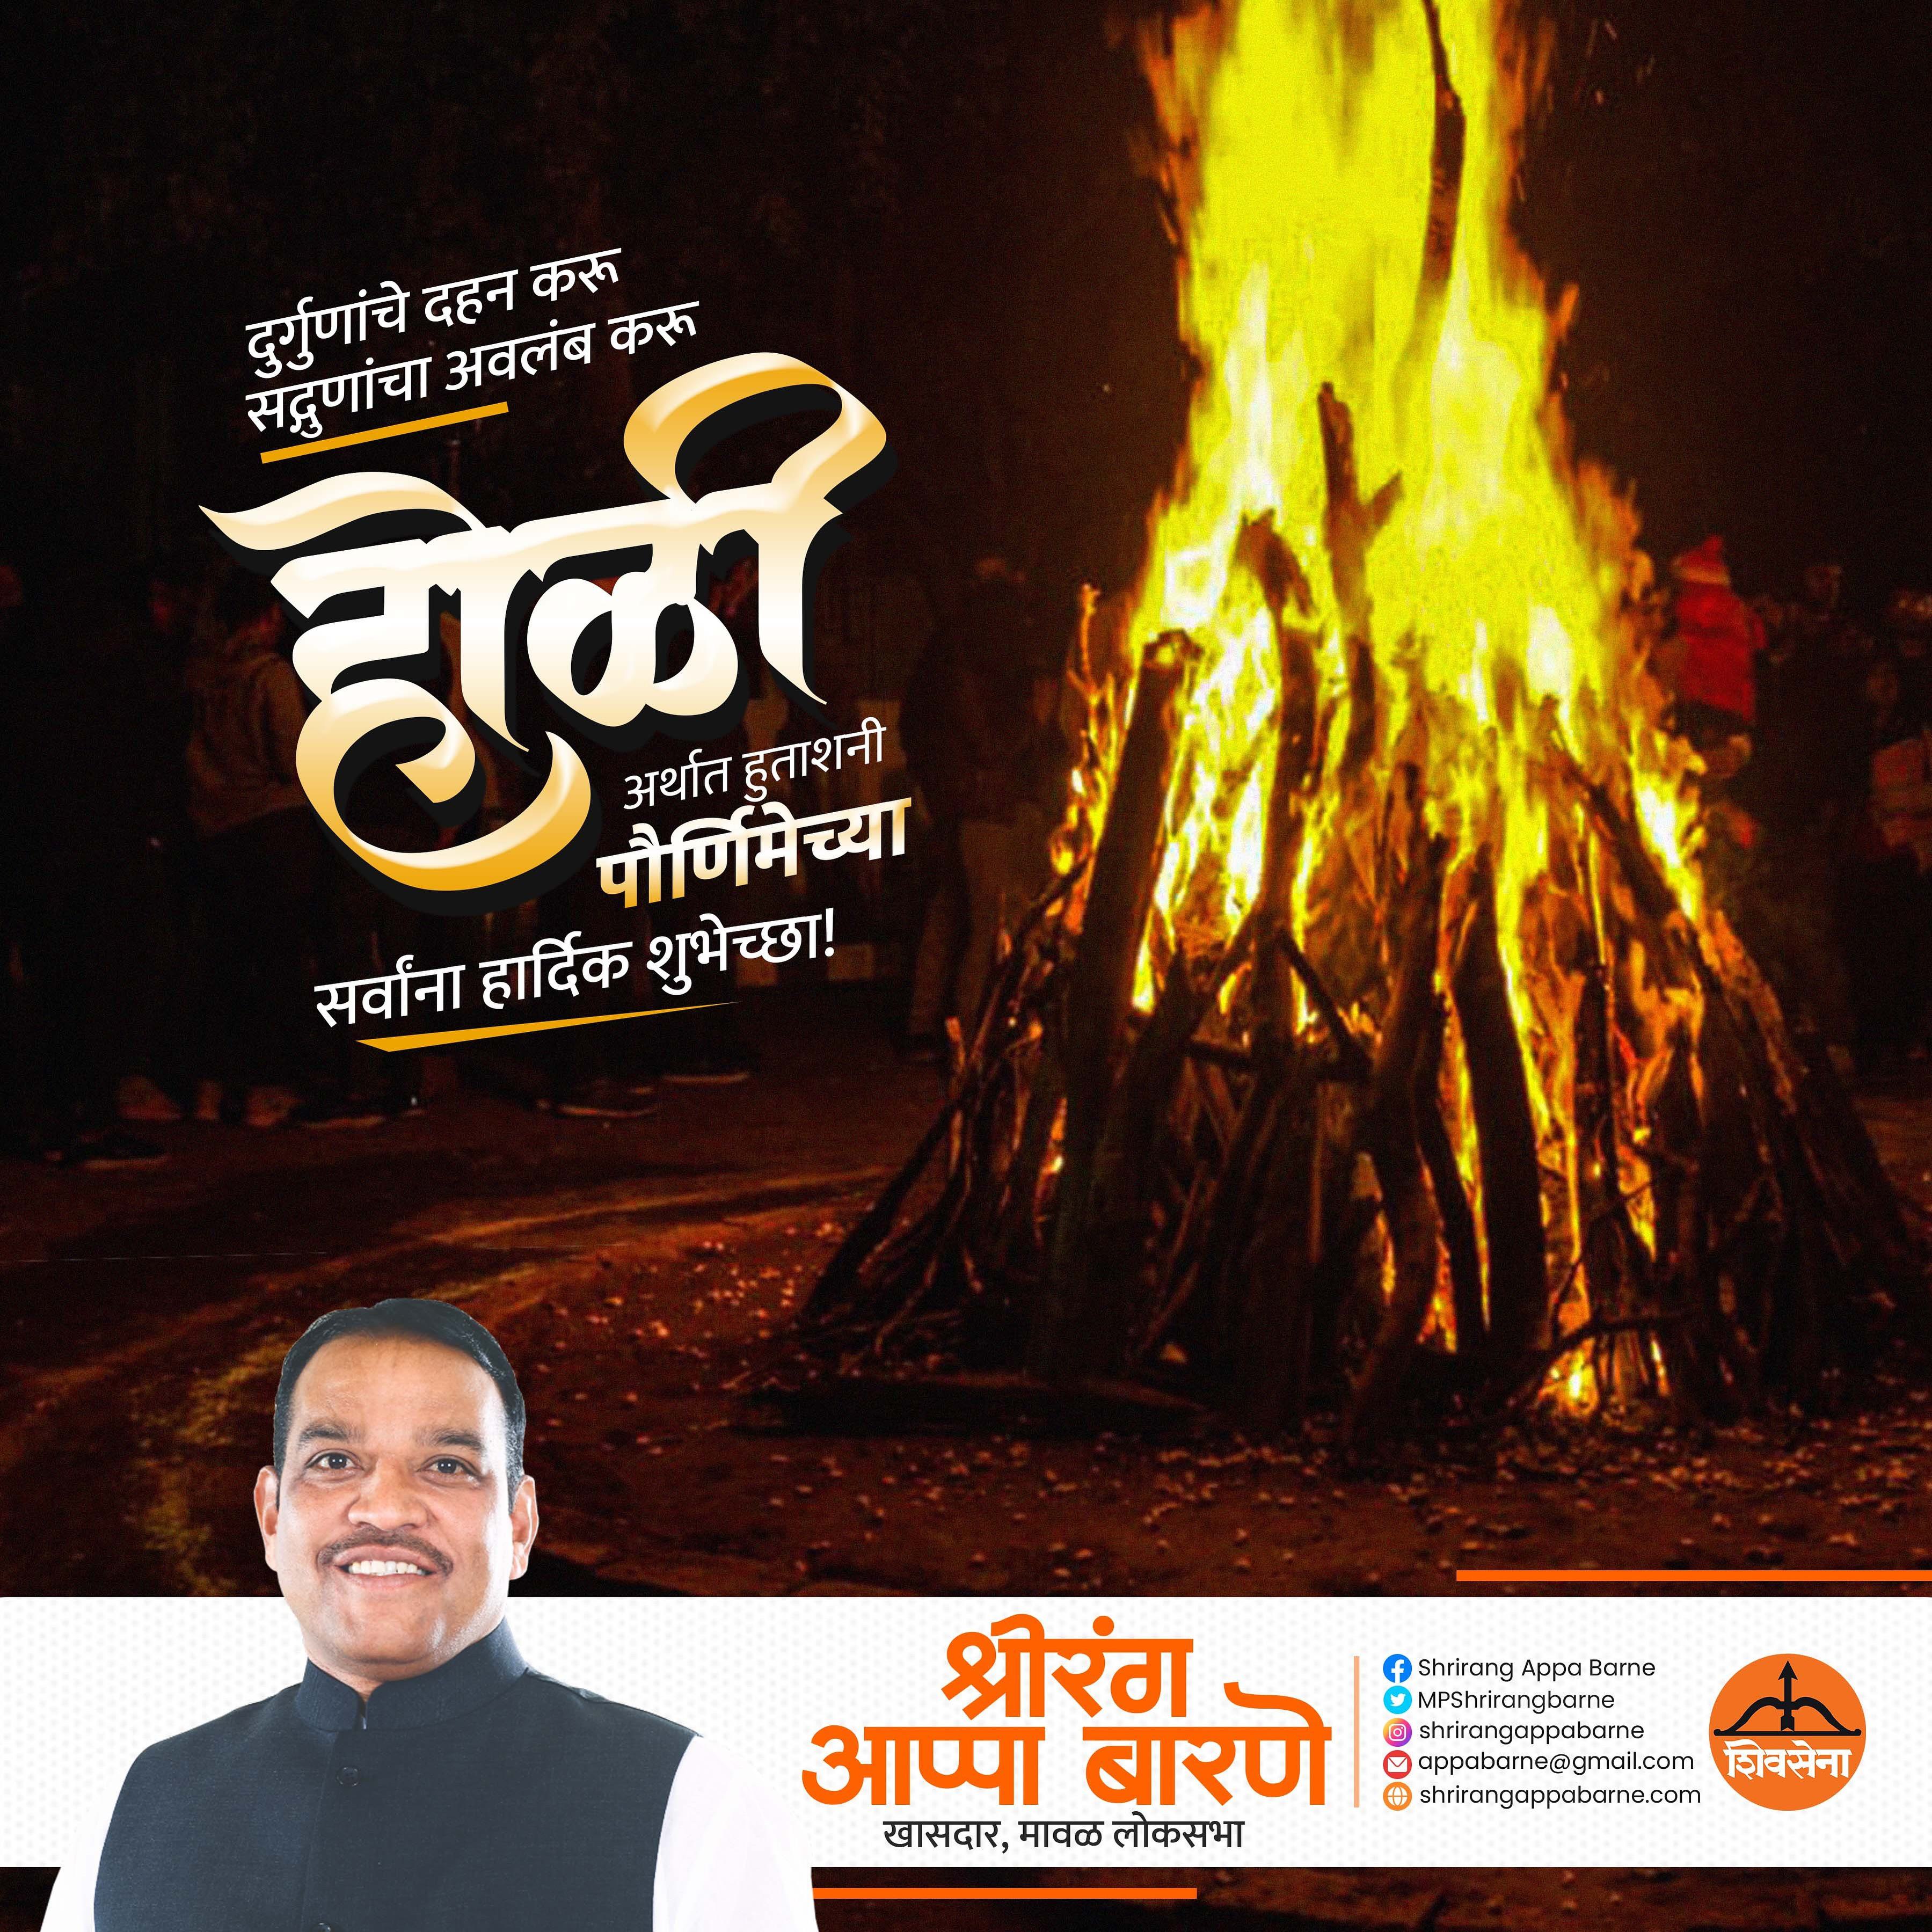 दुर्गुणांचे दहन करू
सद्गुणांचा अवलंब करू
होळी
अर्थात हुताशनी
पौर्णिमेच्या
सर्वांना हार्दिक शुभेच्छा!
श्रीरंग
आप्पा बारणे
खासदार, मावळ लोकसभा
Shrirang Appa Barne
MPShrirangbarne
shrirangappabarne
appabarne@gmail.com
shrirangappabarne.com
शिवसेना